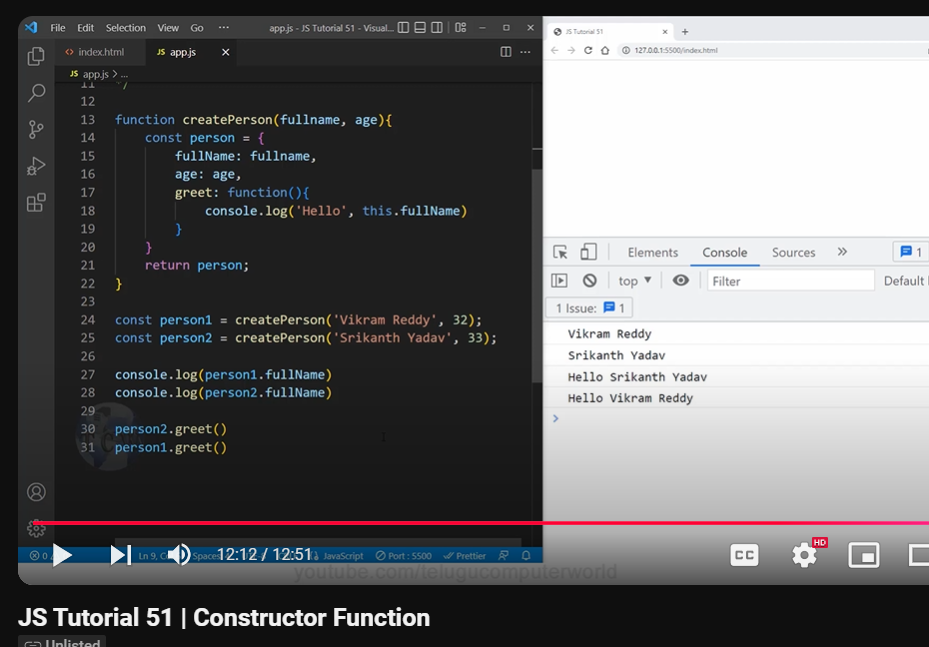 File Edit Selection View Go ··· app.js - JS Tutorial 51 - Visual...
<> index.html JS app.js ×
JS app.js > ...
11 */
12
13 function createPerson(fullname, age){
14 const person = {
15 fullName: fullname,
16 age: age,
17 greet: function(){
18 console.log('Hello', this.fullName)
19 }
20 }
21 return person;
22 }
23
24 const person1 = createPerson('Vikram Reddy', 32);
25 const person2 = createPerson('Srikanth Yadav', 33);
26
27 console.log(person1.fullName)
28 console.log(person2.fullName)
29
30 person2.greet()
31 person1.greet()
JS Tutorial 51
127.0.0.1:5500/index.html
Elements Console Sources » 1
top ▼ Filter Default
1 Issue: 1
Vikram Reddy
Srikanth Yadav
Hello Srikanth Yadav
Hello Vikram Reddy
>
0 Ln 9, Spaces JavaScript Port : 5500 Prettier
12:12 / 12:51 CC HD
youtube.com/telugucomputerworld
JS Tutorial 51 | Constructor Function
Unlisted